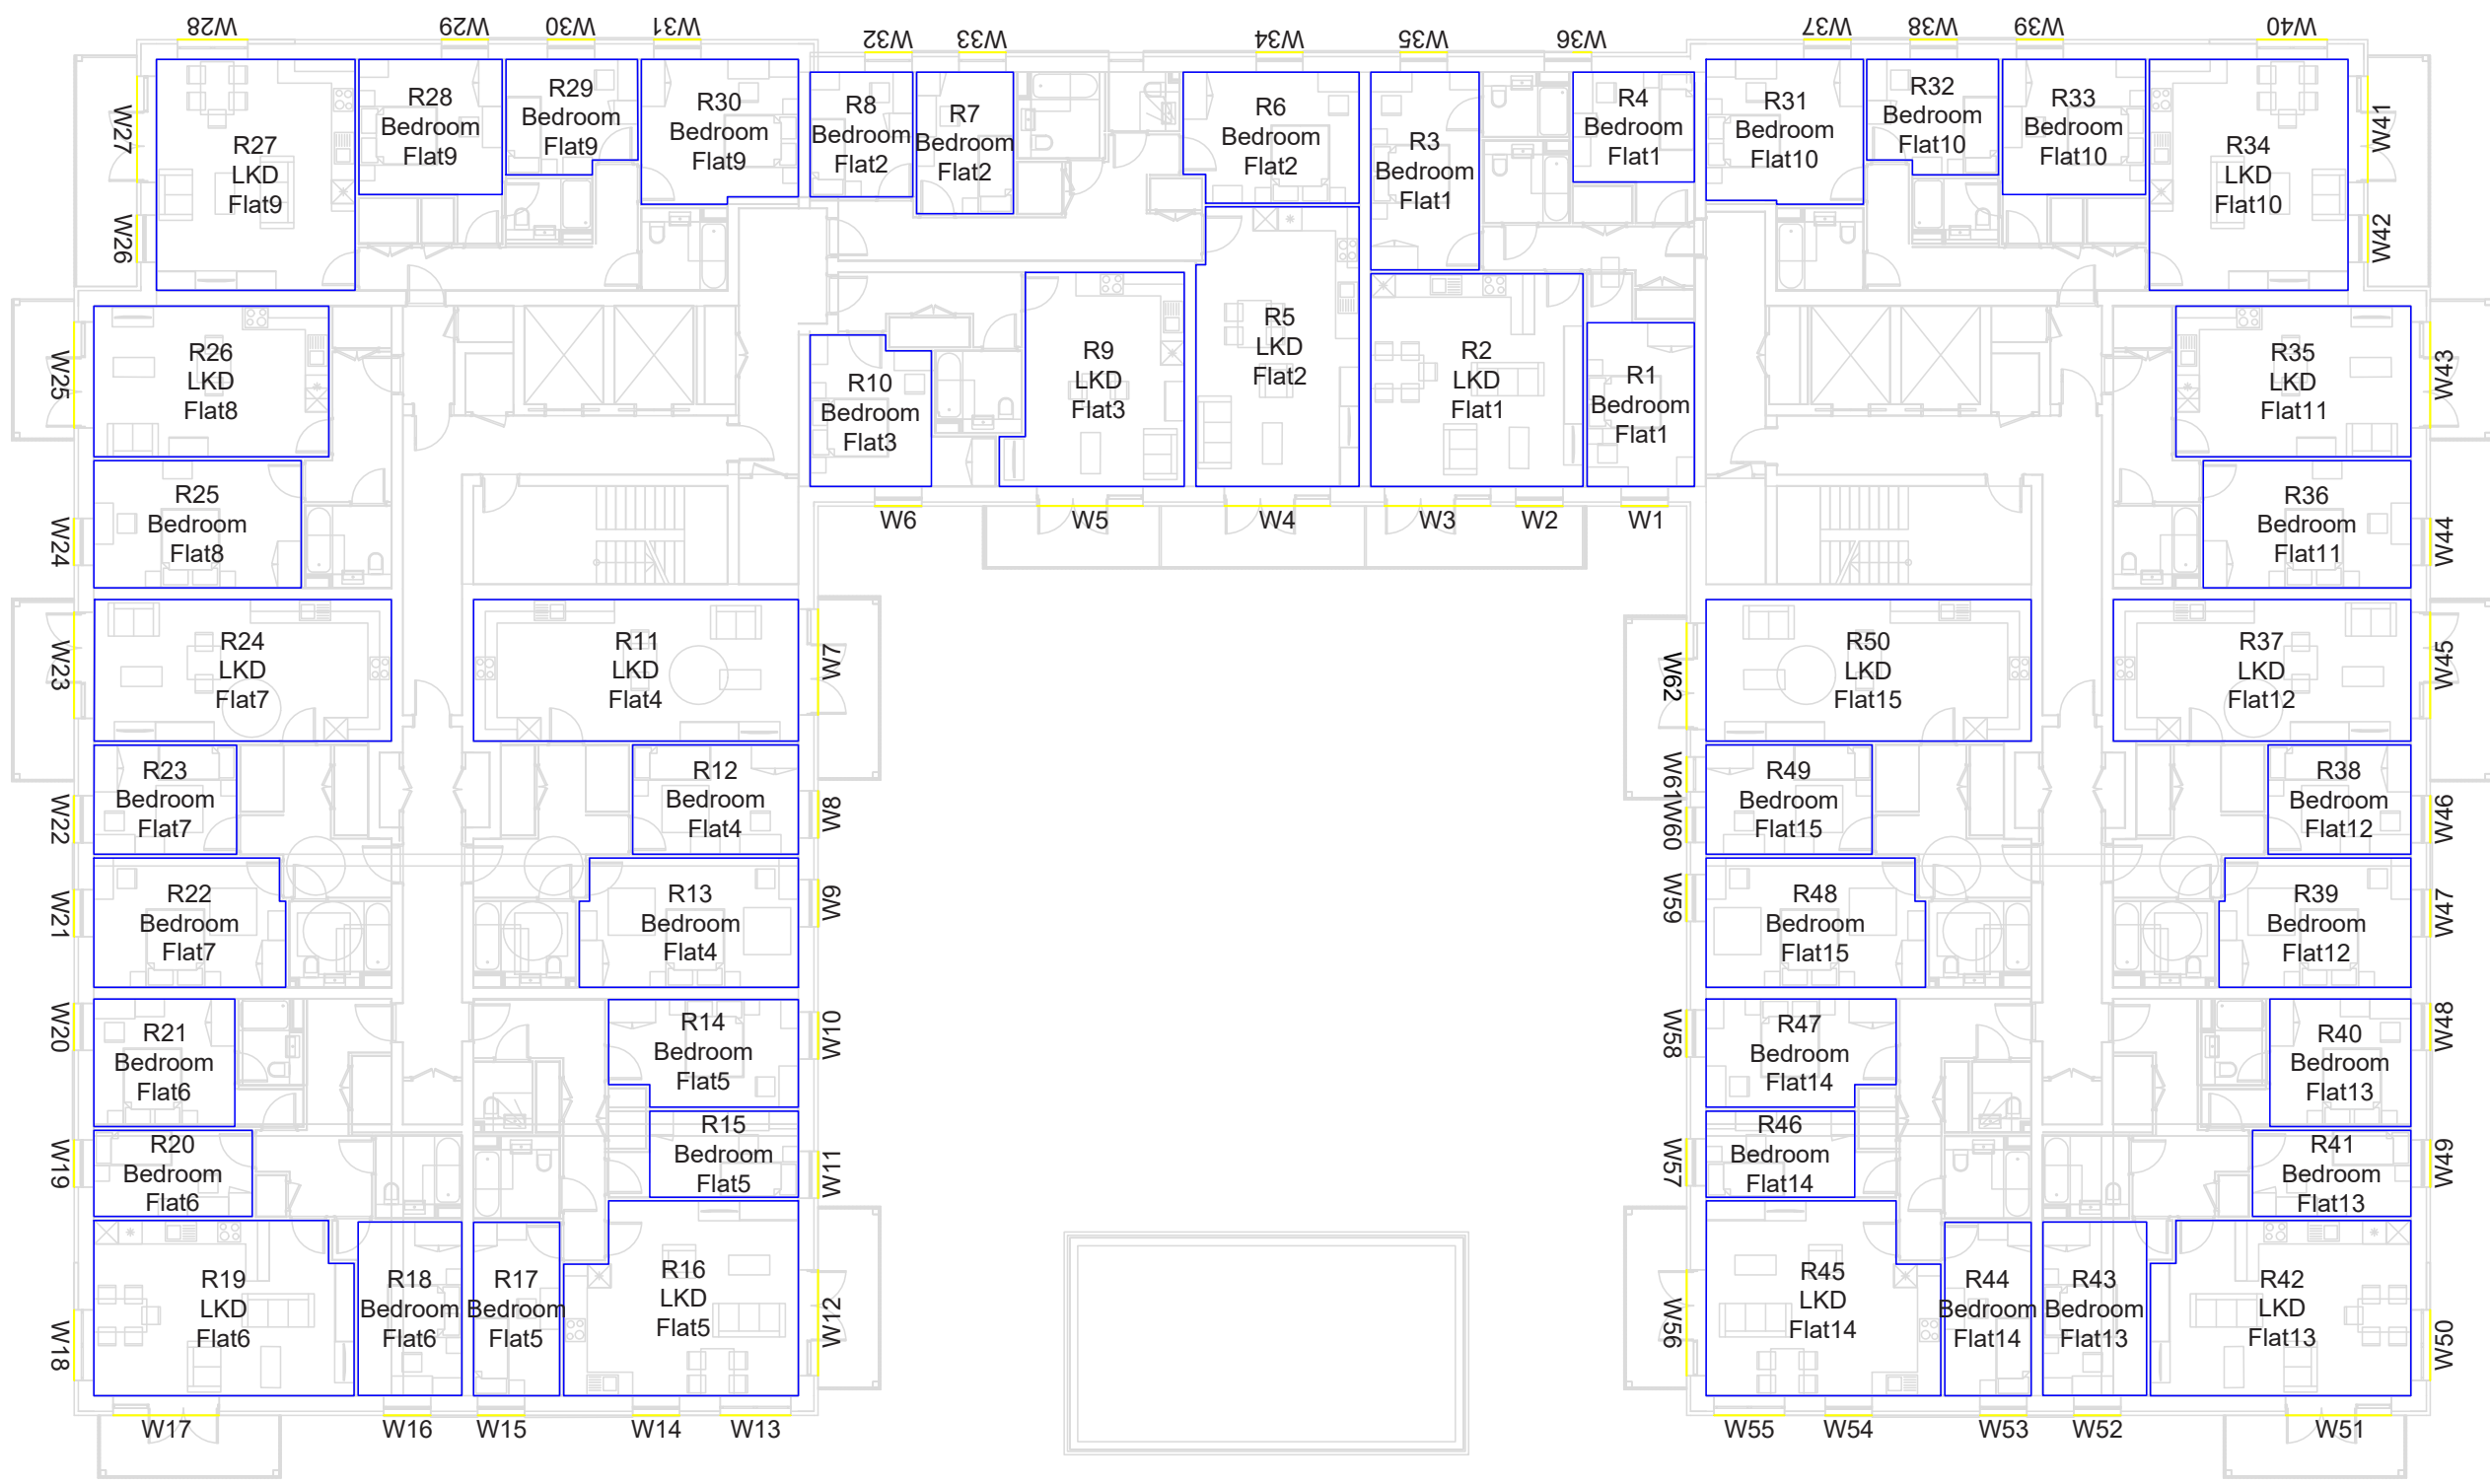 W28
W29
W30
W31
W32
W33
W34
W35
W36
W37
W38
W39
W40
W27
W26
R27
LKD
Flat9
R28
Bedroom
Flat9
R29
Bedroom
Flat9
R30
Bedroom
Flat9
R8
Bedroom
Flat2
R7
Bedroom
Flat2
R6
Bedroom
Flat2
R3
Bedroom
Flat1
R4
Bedroom
Flat1
R31
Bedroom
Flat10
R32
Bedroom
Flat10
R33
Bedroom
Flat10
R34
LKD
Flat10
W41
W42
W25
R26
LKD
Flat8
R10
Bedroom
Flat3
R9
LKD
Flat3
R5
LKD
Flat2
R2
LKD
Flat1
R1
Bedroom
Flat1
R35
LKD
Flat11
W43
W24
R25
Bedroom
Flat8
W6
W5
W4
W3
W2
W1
R36
Bedroom
Flat11
W44
W23
R24
LKD
Flat7
R11
LKD
Flat4
W7
W62
R50
LKD
Flat15
R37
LKD
Flat12
W45
W22
R23
Bedroom
Flat7
R12
Bedroom
Flat4
W8
W61
W60
R49
Bedroom
Flat15
R38
Bedroom
Flat12
W46
W21
R22
Bedroom
Flat7
R13
Bedroom
Flat4
W9
W59
R48
Bedroom
Flat15
R39
Bedroom
Flat12
W47
W20
R21
Bedroom
Flat6
R14
Bedroom
Flat5
W10
W58
R47
Bedroom
Flat14
R40
Bedroom
Flat13
W48
W19
R20
Bedroom
Flat6
R15
Bedroom
Flat5
W11
W57
R46
Bedroom
Flat14
R41
Bedroom
Flat13
W49
W18
R19
LKD
Flat6
R18
Bedroom
Flat6
R17
Bedroom
Flat5
R16
LKD
Flat5
W12
W56
R45
LKD
Flat14
R44
Bedroom
Flat14
R43
Bedroom
Flat13
R42
LKD
Flat13
W50
W17
W16
W15
W14
W13
W55
W54
W53
W52
W51